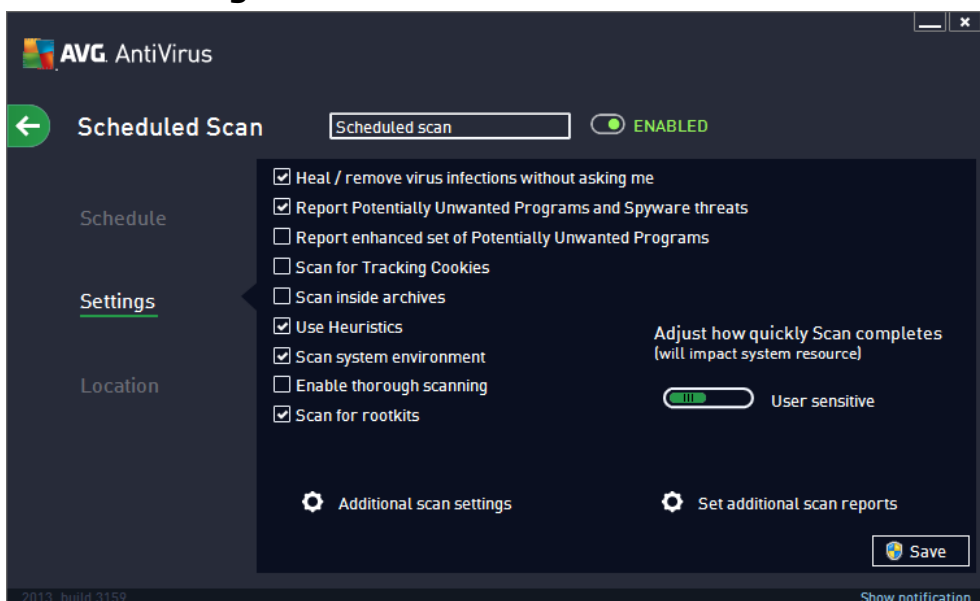 AVG. AntiVirus
Scheduled Scan
Scheduled scan
ENABLED
Schedule
Settings
Location
Heal / remove virus infections without asking me
Report Potentially Unwanted Programs and Spyware threats
Report enhanced set of Potentially Unwanted Programs
Scan for Tracking Cookies
Scan inside archives
Use Heuristics
Scan system environment
Enable thorough scanning
Scan for rootkits
Adjust how quickly Scan completes
(will impact system resource)
User sensitive
Additional scan settings
Set additional scan reports
Save
2013 build 3159
Show notification